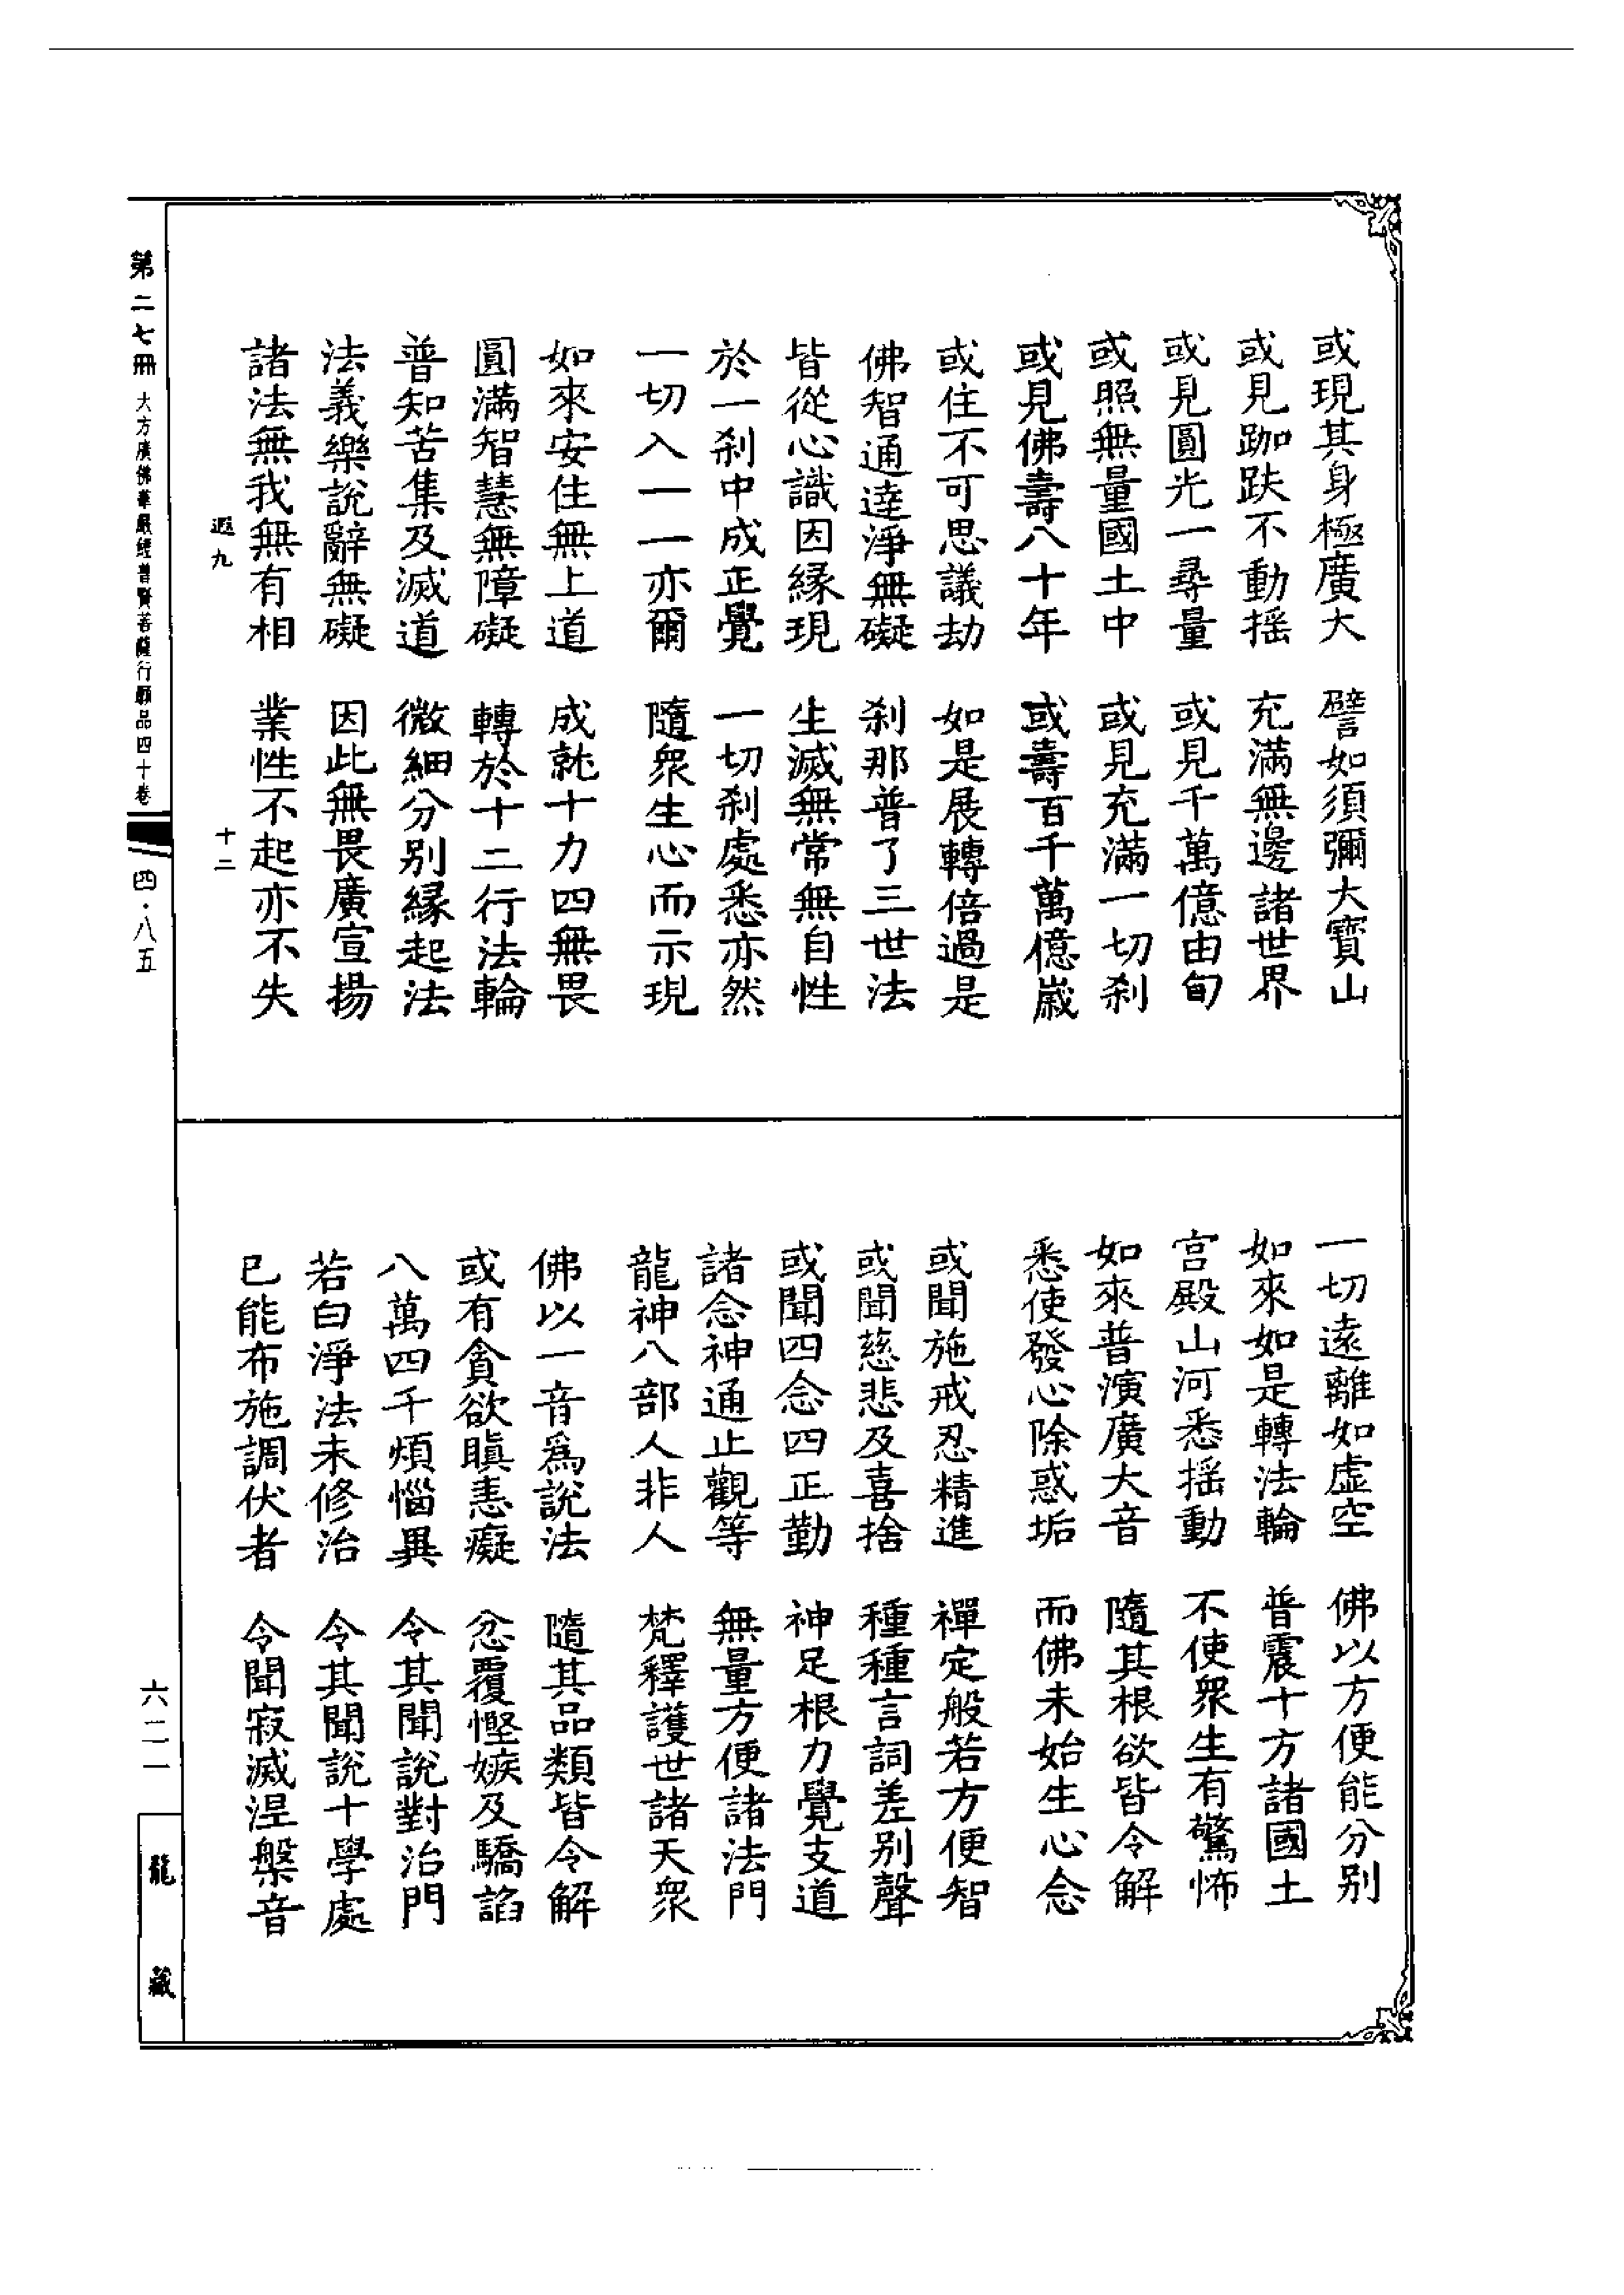 或現其身極廣大　譬如須彌大寶山
或見跏趺不動摇　充滿無邊諸世界
或見圓光一尋量　或見千萬億由旬
或照無量國土中　或見充滿一切刹
或見佛壽八十年　或壽百千萬億嵗
或住不可思議劫　如是展轉倍過是
佛智通達淨無礙　刹那普了三世法
皆從心識因緣現　生滅無常無自性
於一刹中成正覺　一切刹處悉亦然
一切入一一亦爾　隨衆生心而示現
如來安住無上道　成就十力四無畏
圓滿智慧無障礙　轉於十二行法輪
普知苦集及滅道　微細分別緣起法
法義樂說辭無礙　因此無畏廣宣揚
諸法無我無有相　業性不起亦不失
遐九　十二
一切遠離如虛空　佛以方便能分别
如來如是轉法輪　普震十方諸國土
宫殿山河悉摇動　不使衆生有驚怖
如來普演廣大音　隨其根欲皆令解
悉使發心除惑垢　而佛未始生心念
或聞施戒忍精進　禪定般若方便智
或聞慈悲及喜捨　種種言詞差别聲
或聞四念四正勤　神足根力覺支道
諸念神通止觀等　無量方便諸法門
龍神八部人非人　梵釋護世諸天衆
佛以一音爲說法　隨其品類皆令解
或有貪欲瞋恚癡　忿覆慳嫉及驕諂
八萬四千煩惱異　令其聞說對治門
若白淨法未修治　令其聞說十學處
已能布施調伏者　令聞寂滅涅槃音
第二七冊　大方廣佛華嚴經普賢菩薩行願品四十卷　四·八五
六二一
龍藏